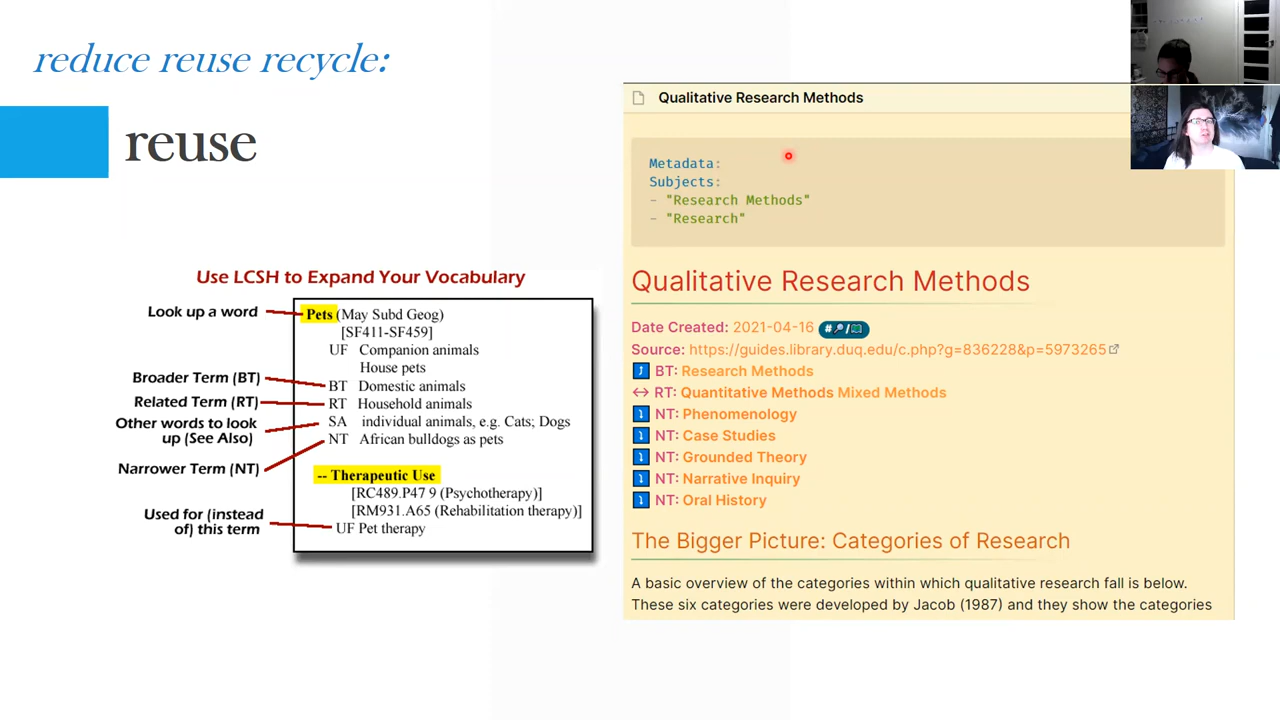 reduce reuse recycle:
reuse
Use LCSH to Expand Your Vocabulary
Look up a word
Broader Term (BT)
Related Term (RT)
Other words to look
up (See Also)
Narrower Term (NT)
Used for (instead
of) this term
Pets (May Subd Geog)
[SF411-SF459]
UF Companion animals
House pets
BT Domestic animals
RT Household animals
SA individual animals, e.g. Cats; Dogs
NT African bulldogs as pets
-- Therapeutic Use
[RC489.P47 9 (Psychotherapy)]
[RM931.A65 (Rehabilitation therapy)]
UF Pet therapy
Qualitative Research Methods
Metadata:
Subjects:
- "Research Methods"
- "Research"
Qualitative Research Methods
Date Created: 2021-04-16 #🔎/📖
Source: https://guides.library.duq.edu/c.php?g=836228&p=5973265
⤴ BT: Research Methods
↔ RT: Quantitative Methods Mixed Methods
⤵ NT: Phenomenology
⤵ NT: Case Studies
⤵ NT: Grounded Theory
⤵ NT: Narrative Inquiry
⤵ NT: Oral History
The Bigger Picture: Categories of Research
A basic overview of the categories within which qualitative research fall is below.
These six categories were developed by Jacob (1987) and they show the categories